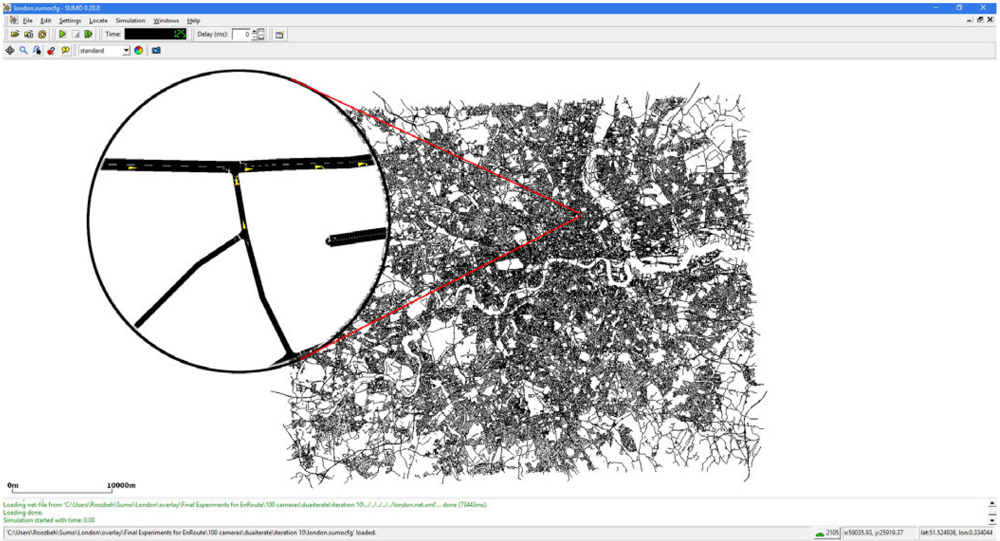 london.sumocfg - SUMO 0.28.0
File Edit Settings Locate Simulation Windows Help
Time: 125 Delay (ms): 0
standard
0m 10000m
Loading net-file from 'C:\Users\Roozbeh\Sumo\London\overlay\Final Experiments for EnRoute\100 cameras\duaiterate\iteration 10\../../../../../london.net.xml'... done (73443ms).
Loading done.
Simulation started with time: 0.00
'C:\Users\Roozbeh\Sumo\London\overlay\Final Experiments for EnRoute\100 cameras\duaiterate\iteration 10\london.sumocfg' loaded. 2105 x:59035.93, y:25919.37 lat:51.524936, lon:0.334044